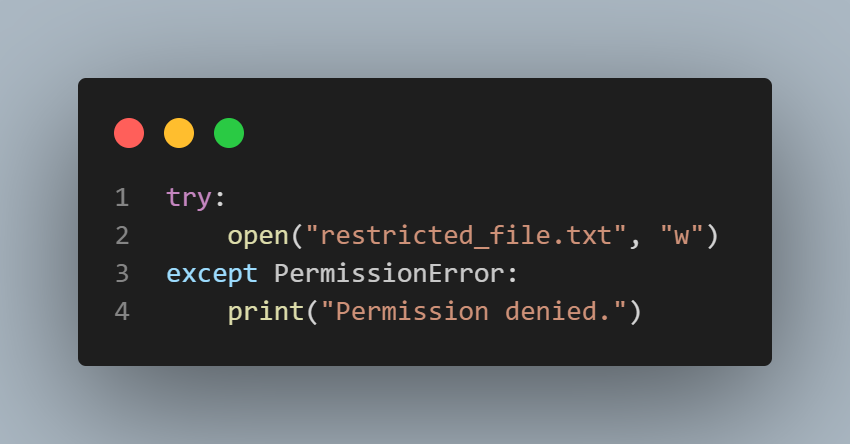 1 try:
2     open("restricted_file.txt", "w")
3 except PermissionError:
4     print("Permission denied.")